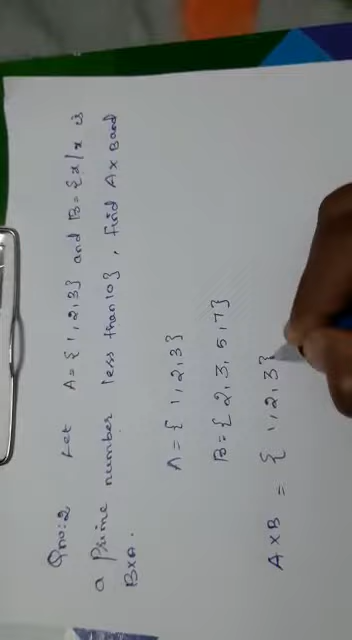 Qno:2 Let A={1,2,3} and B={x/x is
a Prime number less than 10}, find A×B and
B×A.
A={1,2,3}
B={2,3,5,7}
A×B = {1,2,3}